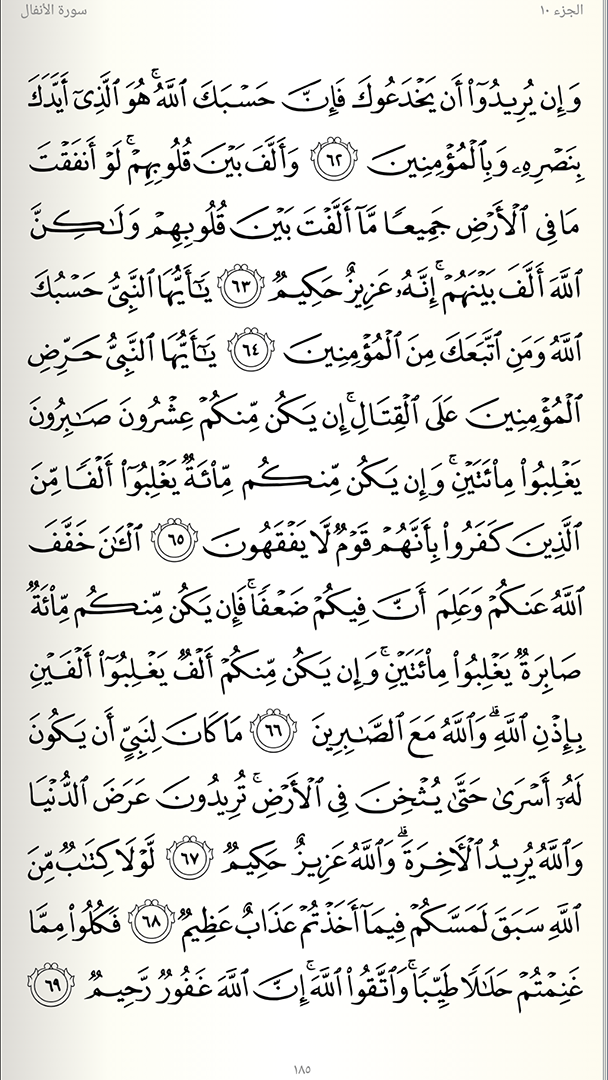 الجزء ١٠
سورة الأنفال
وَإِن يُرِيدُوٓا۟ أَن يَخْدَعُوكَ فَإِنَّ حَسْبَكَ ٱللَّهُ ۚ هُوَ ٱلَّذِىٓ أَيَّدَكَ
بِنَصْرِهِۦ وَبِٱلْمُؤْمِنِينَ ٦٢ وَأَلَّفَ بَيْنَ قُلُوبِهِمْ ۚ لَوْ أَنفَقْتَ
مَا فِى ٱلْأَرْضِ جَمِيعًا مَّآ أَلَّفْتَ بَيْنَ قُلُوبِهِمْ وَلَـٰكِنَّ
ٱللَّهَ أَلَّفَ بَيْنَهُمْ ۚ إِنَّهُۥ عَزِيزٌ حَكِيمٌ ٦٣ يَـٰٓأَيُّهَا ٱلنَّبِىُّ حَسْبُكَ
ٱللَّهُ وَمَنِ ٱتَّبَعَكَ مِنَ ٱلْمُؤْمِنِينَ ٦٤ يَـٰٓأَيُّهَا ٱلنَّبِىُّ حَرِّضِ
ٱلْمُؤْمِنِينَ عَلَى ٱلْقِتَالِ ۚ إِن يَكُن مِّنكُمْ عِشْرُونَ صَـٰبِرُونَ
يَغْلِبُوا۟ مِا۟ئَتَيْنِ ۚ وَإِن يَكُن مِّنكُم مِّا۟ئَةٌ يَغْلِبُوٓا۟ أَلْفًا مِّنَ
ٱلَّذِينَ كَفَرُوا۟ بِأَنَّهُمْ قَوْمٌ لَّا يَفْقَهُونَ ٦٥ ٱلْـَٔـٰنَ خَفَّفَ
ٱللَّهُ عَنكُمْ وَعَلِمَ أَنَّ فِيكُمْ ضَعْفًا ۚ فَإِن يَكُن مِّنكُم مِّا۟ئَةٌ
صَابِرَةٌ يَغْلِبُوا۟ مِا۟ئَتَيْنِ ۚ وَإِن يَكُن مِّنكُمْ أَلْفٌ يَغْلِبُوٓا۟ أَلْفَيْنِ
بِإِذْنِ ٱللَّهِ ۗ وَٱللَّهُ مَعَ ٱلصَّـٰبِرِينَ ٦٦ مَا كَانَ لِنَبِىٍّ أَن يَكُونَ
لَهُۥٓ أَسْرَىٰ حَتَّىٰ يُثْخِنَ فِى ٱلْأَرْضِ ۚ تُرِيدُونَ عَرَضَ ٱلدُّنْيَا
وَٱللَّهُ يُرِيدُ ٱلْـَٔاخِرَةَ ۗ وَٱللَّهُ عَزِيزٌ حَكِيمٌ ٦٧ لَّوْلَا كِتَـٰبٌ مِّنَ
ٱللَّهِ سَبَقَ لَمَسَّكُمْ فِيمَآ أَخَذْتُمْ عَذَابٌ عَظِيمٌ ٦٨ فَكُلُوا۟ مِمَّا
غَنِمْتُمْ حَلَـٰلًا طَيِّبًا ۚ وَٱتَّقُوا۟ ٱللَّهَ ۚ إِنَّ ٱللَّهَ غَفُورٌ رَّحِيمٌ ٦٩
١٨٥